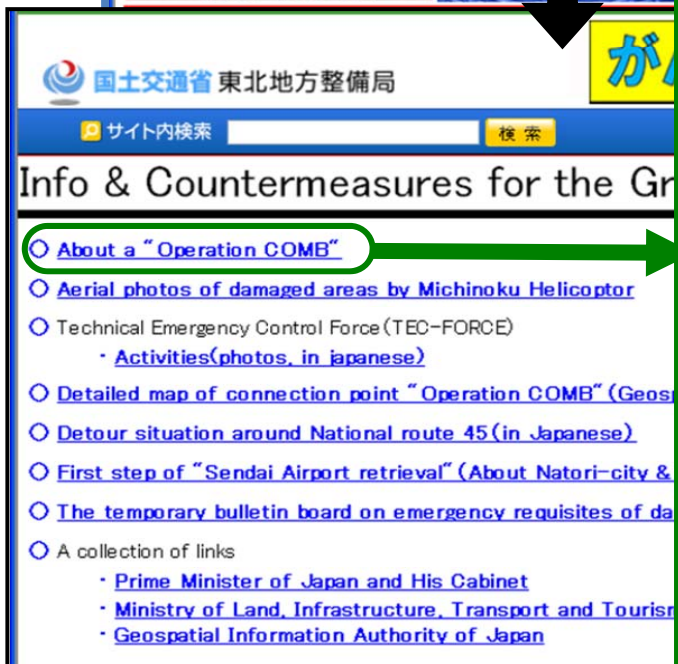 国土交通省 東北地方整備局
が
サイト内検索
検索
Info & Countermeasures for the Gr
About a "Operation COMB"
Aerial photos of damaged areas by Michinoku Helicoptor
Technical Emergency Control Force(TEC-FORCE)
・Activities(photos, in japanese)
Detailed map of connection point "Operation COMB"(Geosp
Detour situation around National route 45(in Japanese)
First step of "Sendai Airport retrieval"(About Natori-city &
The temporary bulletin board on emergency requisites of da
A collection of links
・Prime Minister of Japan and His Cabinet
・Ministry of Land, Infrastructure, Transport and Tourism
・Geospatial Information Authority of Japan